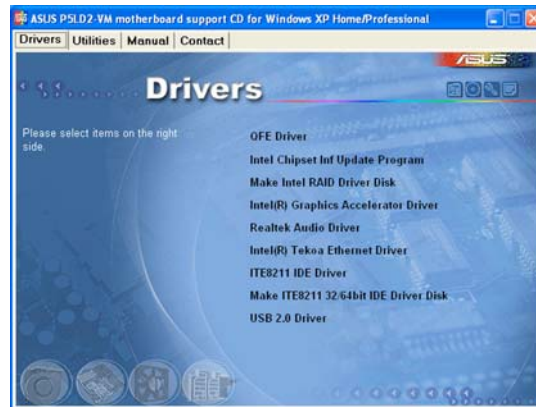 ASUS P5LD2-VM motherboard support CD for Windows XP Home/Professional
Drivers Utilities Manual Contact
ASUS
Drivers
Please select items on the right
side.
QFE Driver
Intel Chipset Inf Update Program
Make Intel RAID Driver Disk
Intel(R) Graphics Accelerator Driver
Realtek Audio Driver
Intel(R) Tekoa Ethernet Driver
ITE8211 IDE Driver
Make ITE8211 32/64bit IDE Driver Disk
USB 2.0 Driver